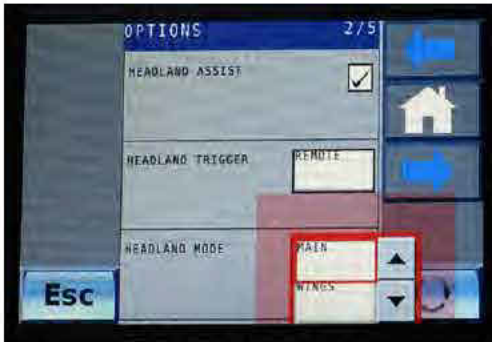 OPTIONS 2/5
HEADLAND ASSIST
HEADLAND TRIGGER REMOTE
HEADLAND MODE MAIN
WINGS
Esc